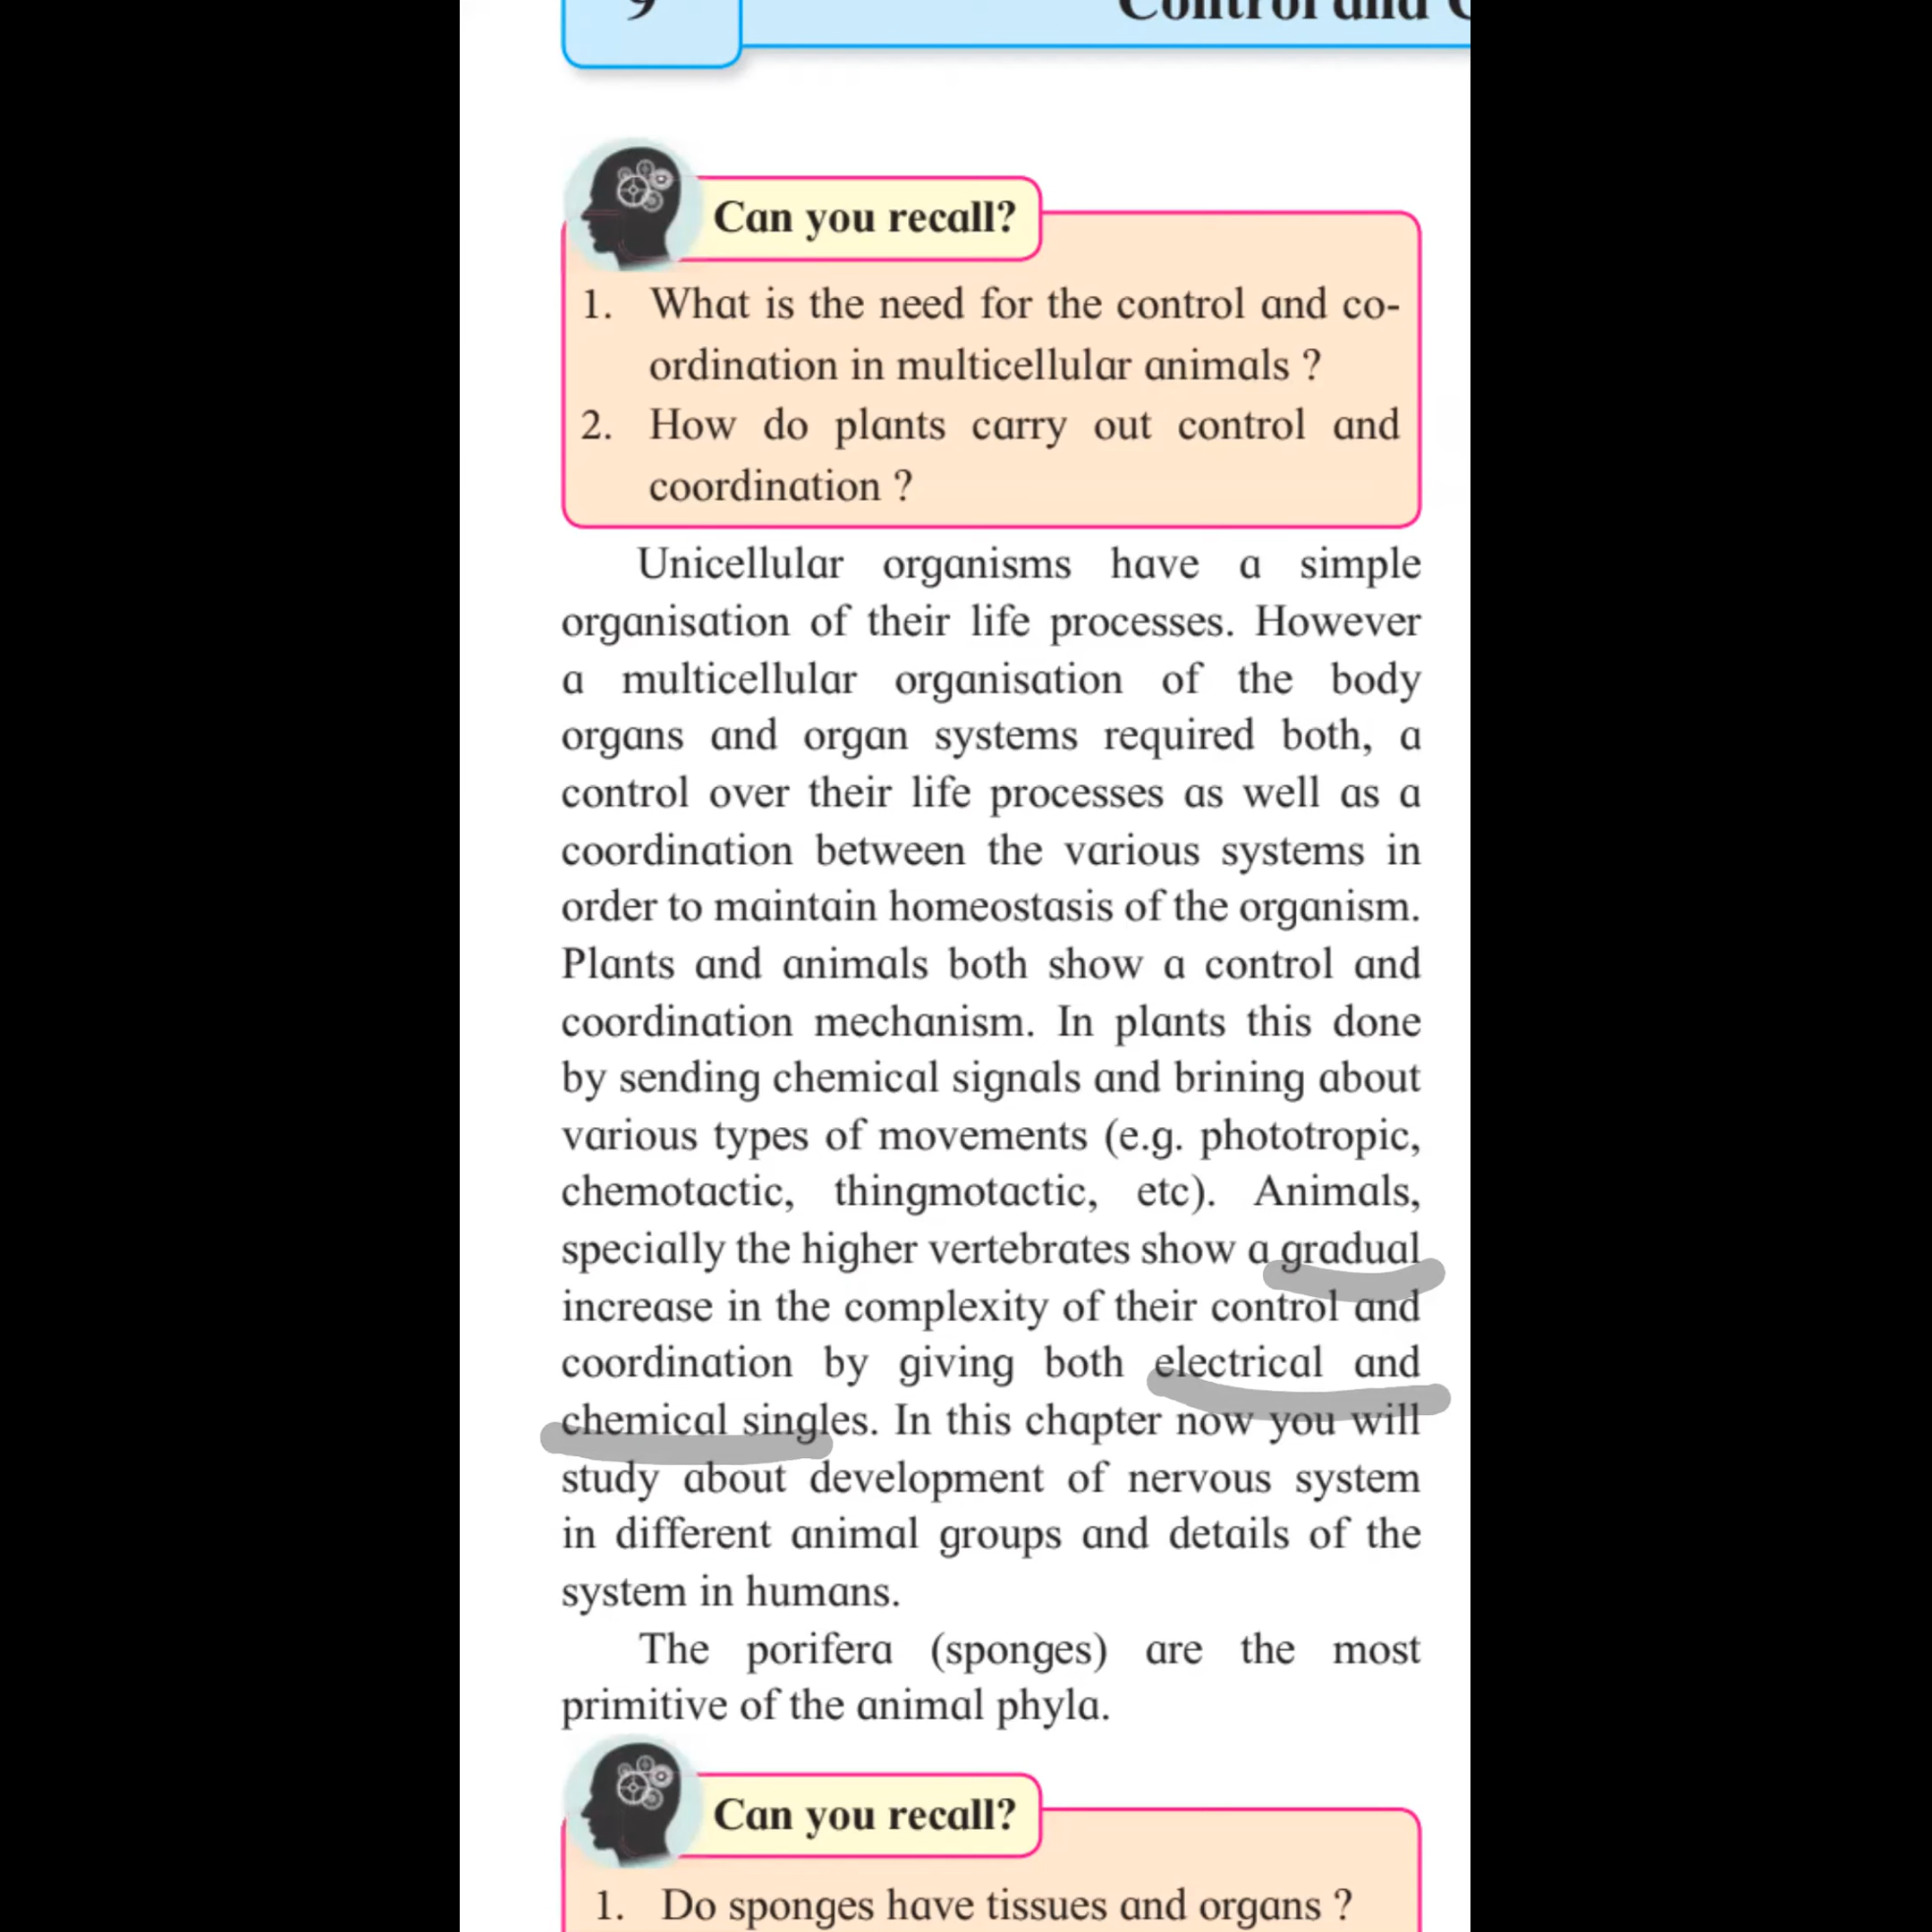 9
Control and
Can you recall?
1. What is the need for the control and co-
ordination in multicellular animals ?
2. How do plants carry out control and
coordination ?
Unicellular organisms have a simple
organisation of their life processes. However
a multicellular organisation of the body
organs and organ systems required both, a
control over their life processes as well as a
coordination between the various systems in
order to maintain homeostasis of the organism.
Plants and animals both show a control and
coordination mechanism. In plants this done
by sending chemical signals and brining about
various types of movements (e.g. phototropic,
chemotactic, thingmotactic, etc). Animals,
specially the higher vertebrates show a gradual
increase in the complexity of their control and
coordination by giving both electrical and
chemical singles. In this chapter now you will
study about development of nervous system
in different animal groups and details of the
system in humans.
The porifera (sponges) are the most
primitive of the animal phyla.
Can you recall?
1. Do sponges have tissues and organs ?